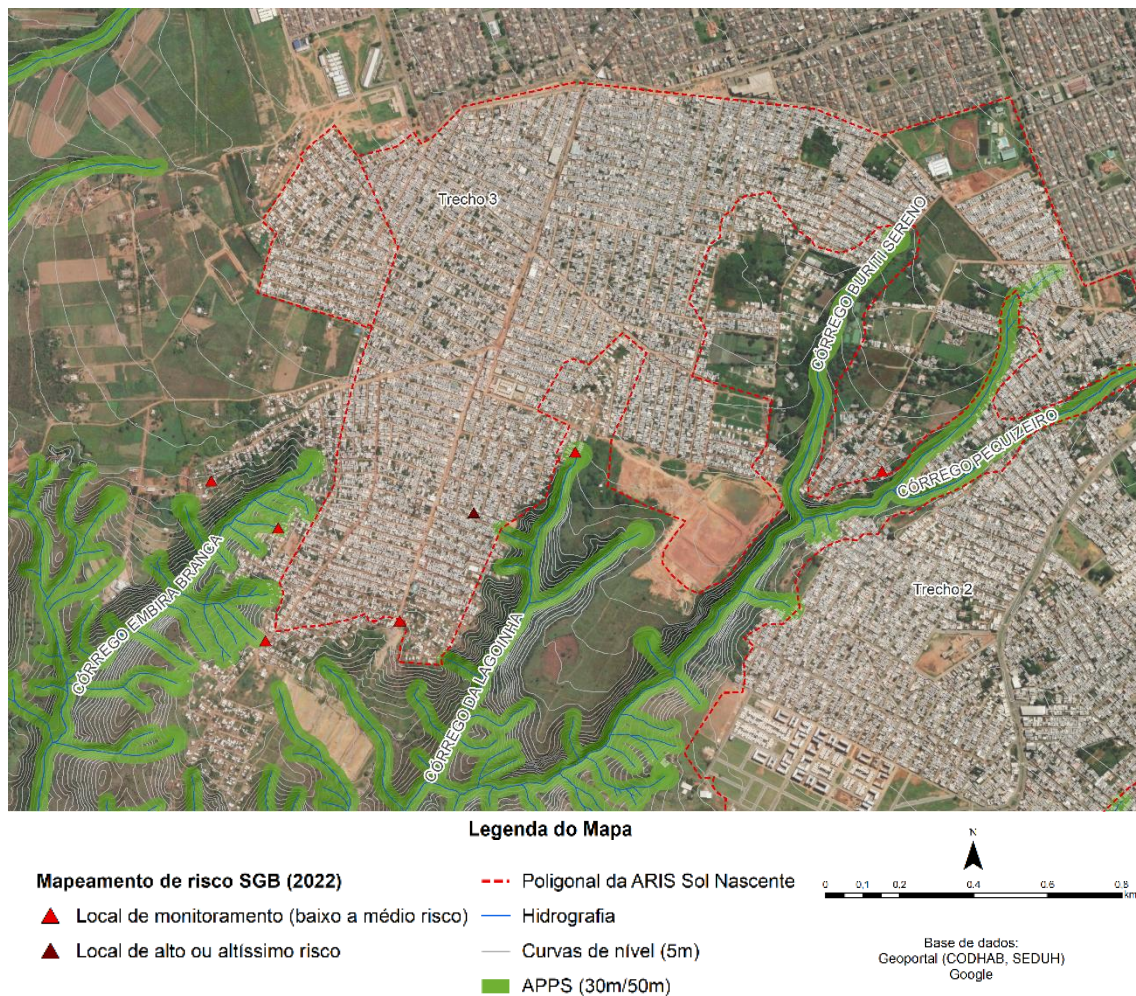 Trecho 3
CÓRREGO BURITI SERENO
CÓRREGO PEQUIZEIRO
CÓRREGO EMBIRA BRANCA
CÓRREGO DA LAGOINHA
Trecho 2
Legenda do Mapa
Mapeamento de risco SGB (2022)
Local de monitoramento (baixo a médio risco)
Local de alto ou altíssimo risco
Poligonal da ARIS Sol Nascente
Hidrografia
Curvas de nível (5m)
APPS (30m/50m)
N
0 0,1 0,2 0,4 0,6 0,8
km
Base de dados:
Geoportal (CODHAB, SEDUH)
Google